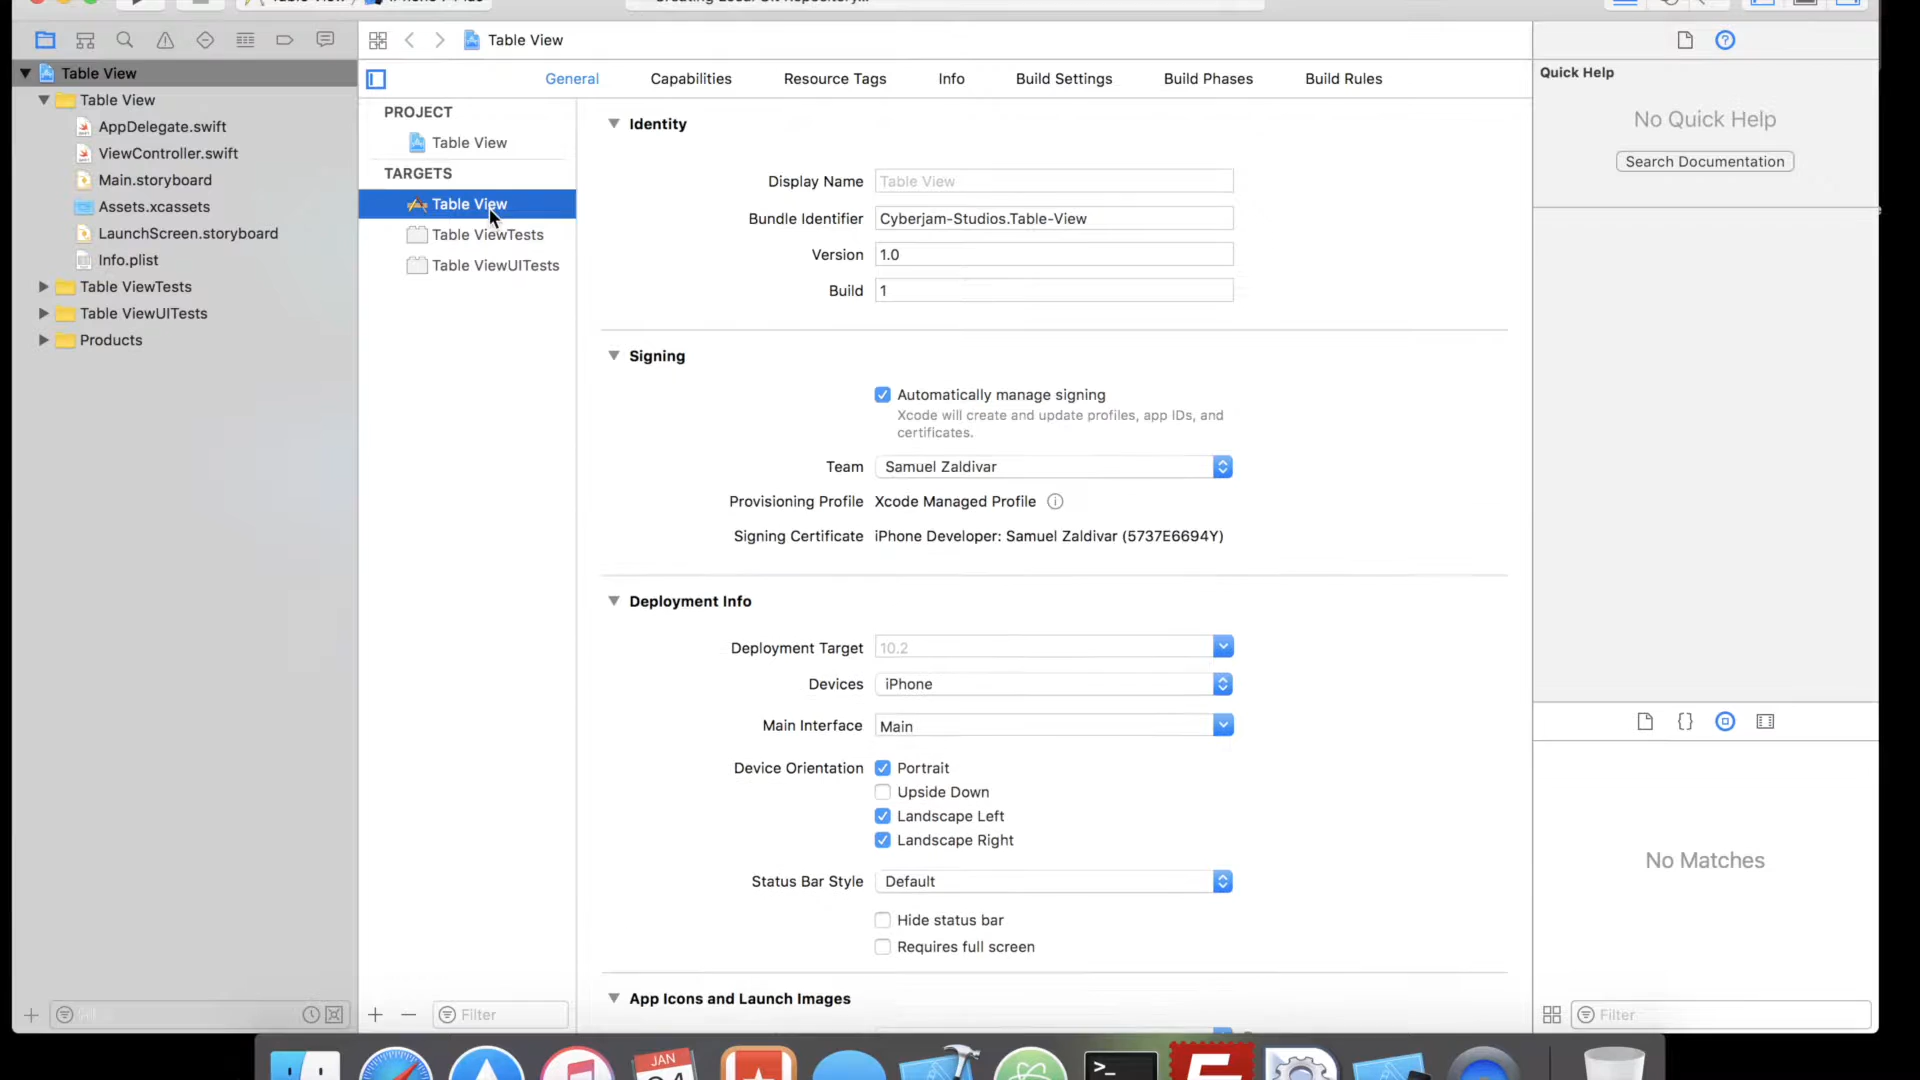 Table View
General
Capabilities
Resource Tags
Info
Build Settings
Build Phases
Build Rules
Table View
Table View
AppDelegate.swift
ViewController.swift
Main.storyboard
Assets.xcassets
LaunchScreen.storyboard
Info.plist
Table ViewTests
Table ViewUITests
Products
PROJECT
Table View
TARGETS
Table View
Table ViewTests
Table ViewUITests
Filter
Identity
Display Name Table View
Bundle Identifier Cyberjam-Studios.Table-View
Version 1.0
Build 1
Signing
Automatically manage signing
Xcode will create and update profiles, app IDs, and
certificates.
Team Samuel Zaldivar
Provisioning Profile Xcode Managed Profile
Signing Certificate iPhone Developer: Samuel Zaldivar (5737E6694Y)
Deployment Info
Deployment Target 10.2
Devices iPhone
Main Interface Main
Device Orientation Portrait
Upside Down
Landscape Left
Landscape Right
Status Bar Style Default
Hide status bar
Requires full screen
App Icons and Launch Images
Quick Help
No Quick Help
Search Documentation
No Matches
Filter
JAN